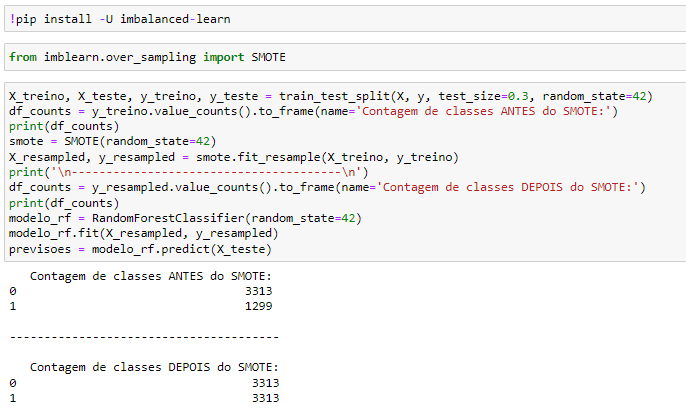 !pip install -U imbalanced-learn
from imblearn.over_sampling import SMOTE
X_treino, X_teste, y_treino, y_teste = train_test_split(X, y, test_size=0.3, random_state=42)
df_counts = y_treino.value_counts().to_frame(name='Contagem de classes ANTES do SMOTE:')
print(df_counts)
smote = SMOTE(random_state=42)
X_resampled, y_resampled = smote.fit_resample(X_treino, y_treino)
print('\n---------------------------------------\n')
df_counts = y_resampled.value_counts().to_frame(name='Contagem de classes DEPOIS do SMOTE:')
print(df_counts)
modelo_rf = RandomForestClassifier(random_state=42)
modelo_rf.fit(X_resampled, y_resampled)
previsoes = modelo_rf.predict(X_teste)
Contagem de classes ANTES do SMOTE:
0 3313
1 1299
---------------------------------------
Contagem de classes DEPOIS do SMOTE:
0 3313
1 3313